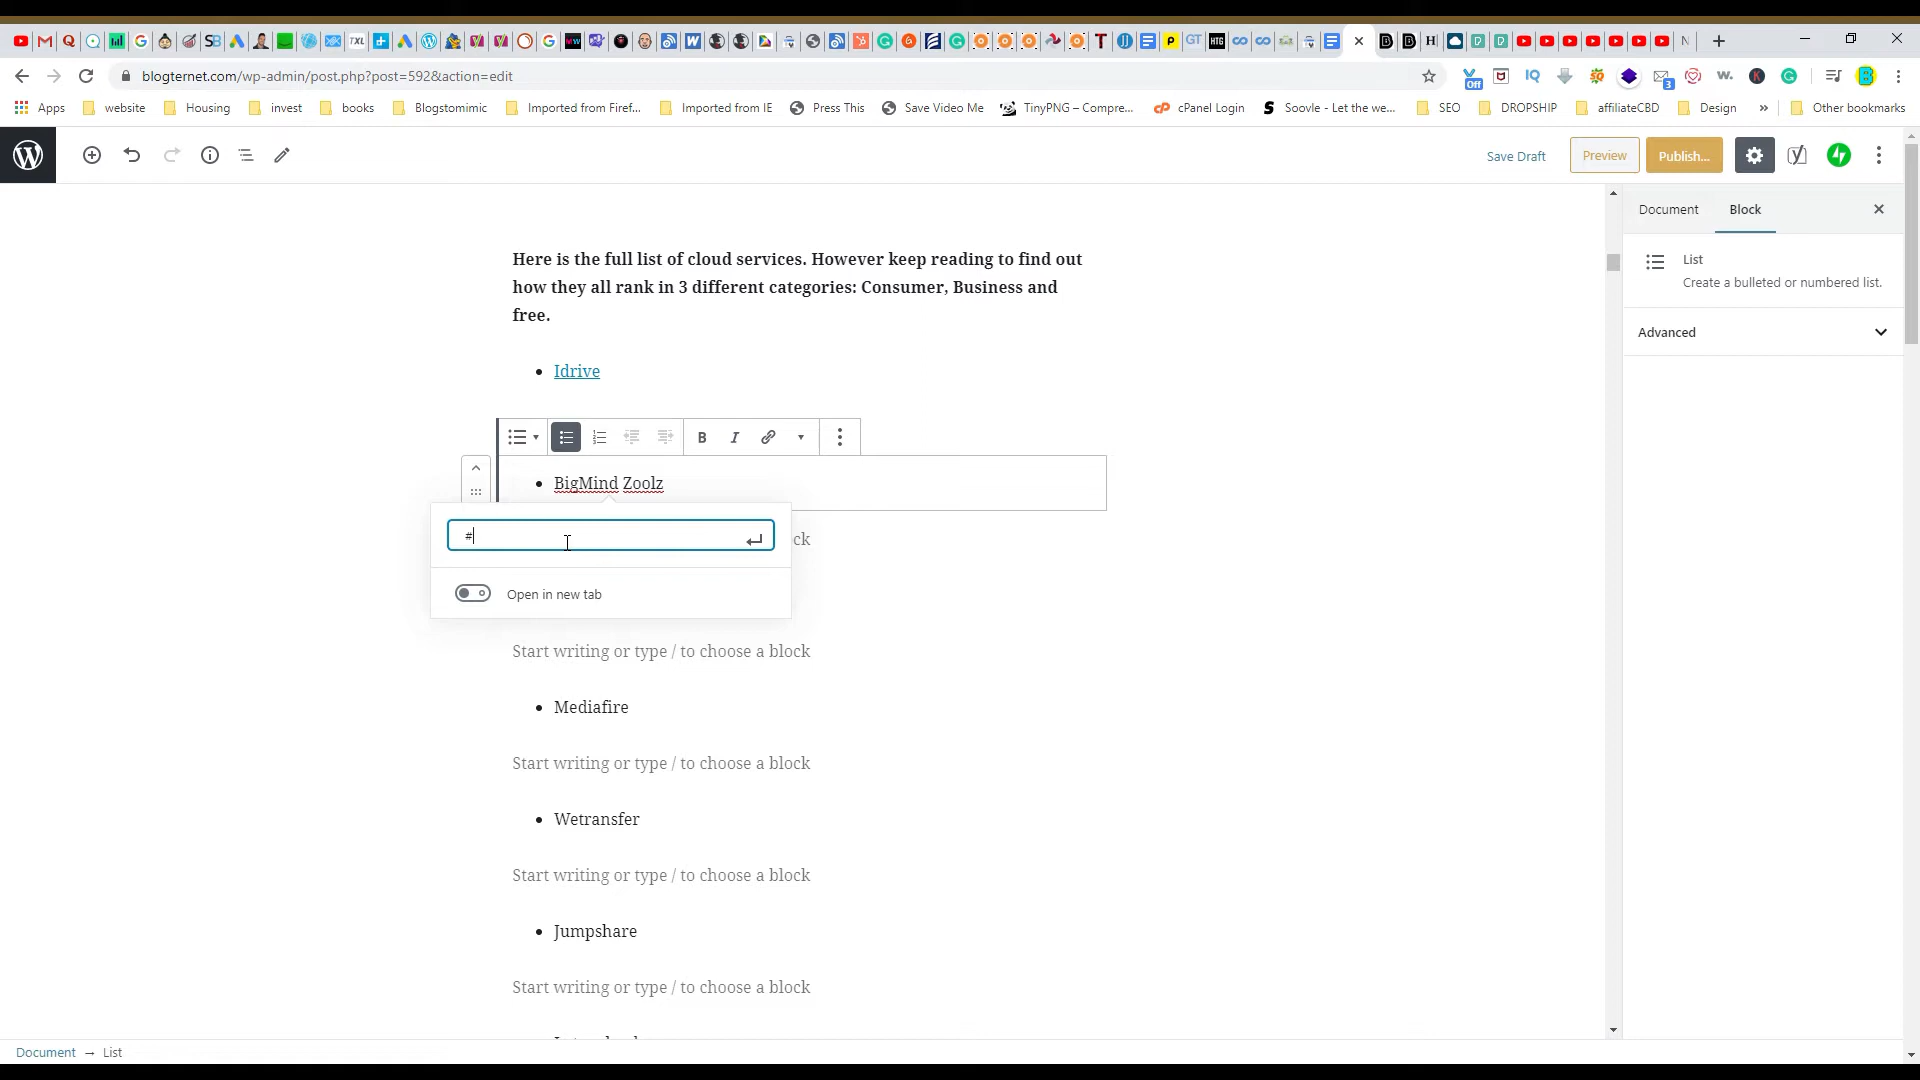 blogternet.com/wp-admin/post.php?post=592&action=edit
Apps website Housing invest books Blogstomimic Imported from Firef... Imported from IE Press This Save Video Me TinyPNG – Compre... cPanel Login Soovle - Let the we... SEO DROPSHIP affiliateCBD Design » Other bookmarks
Save Draft Preview Publish...
Document Block
List
Create a bulleted or numbered list.
Advanced
Here is the full list of cloud services. However keep reading to find out
how they all rank in 3 different categories: Consumer, Business and
free.
• Idrive
B I
• BigMind Zoolz
#
ck
Open in new tab
Start writing or type / to choose a block
• Mediafire
Start writing or type / to choose a block
• Wetransfer
Start writing or type / to choose a block
• Jumpshare
Start writing or type / to choose a block
Document → List